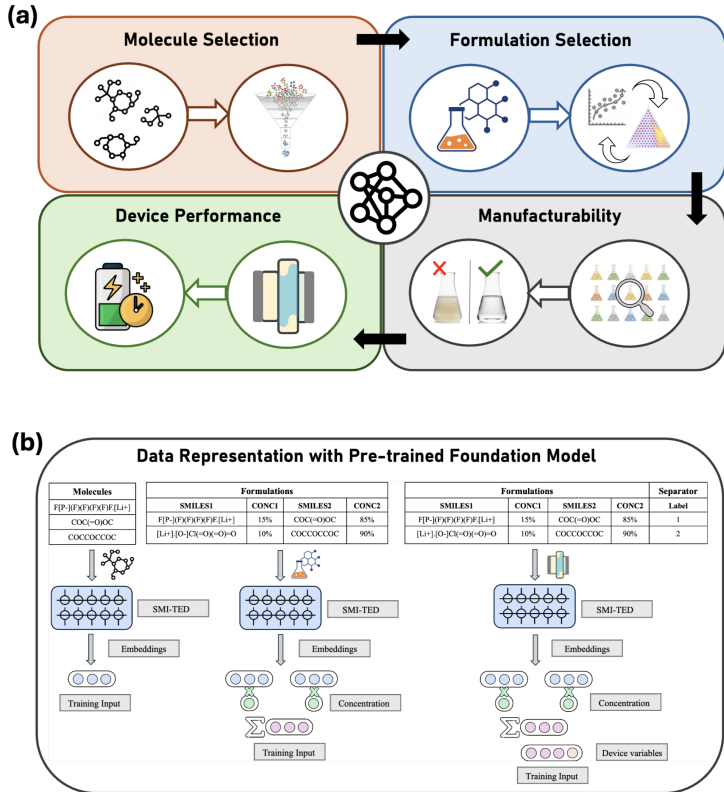 (a)
Molecule Selection
Formulation Selection
Device Performance
Manufacturability
(b)
Data Representation with Pre-trained Foundation Model
Molecules
F[P-](F)(F)(F)(F)F.[Li+]
COC(=O)OC
COCCOCCOC
Formulations
SMILES1 CONC1 SMILES2 CONC2
F[P-](F)(F)(F)(F)F.[Li+] 15% COC(=O)OC 85%
[Li+].[O-]Cl(=O)(=O)=O 10% COCCOCCOC 90%
Formulations Separator
SMILES1 CONC1 SMILES2 CONC2 Label
F[P-](F)(F)(F)(F)F.[Li+] 15% COC(=O)OC 85% 1
[Li+].[O-]Cl(=O)(=O)=O 10% COCCOCCOC 90% 2
SMI-TED
Embeddings
Training Input
SMI-TED
Embeddings
Concentration
Σ
Training Input
SMI-TED
Embeddings
Concentration
Σ
Device variables
Training Input